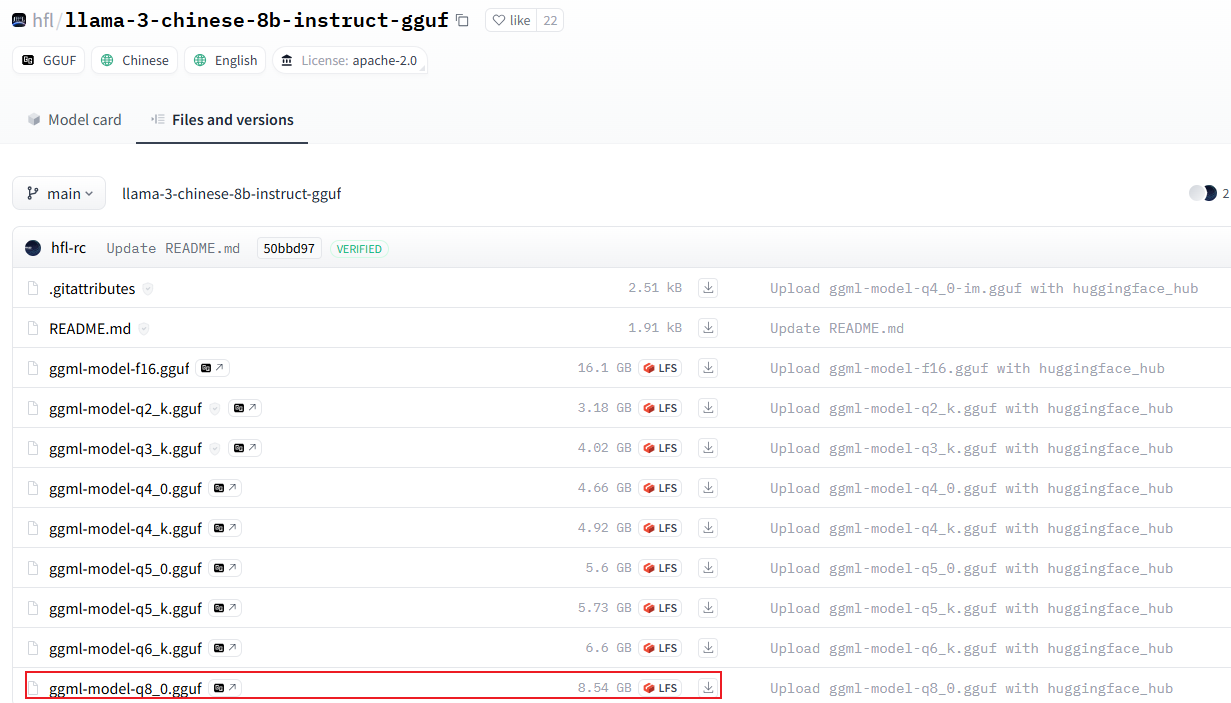 hfl/llama-3-chinese-8b-instruct-gguf like 22
GGUF Chinese English License: apache-2.0
Model card Files and versions
main llama-3-chinese-8b-instruct-gguf 2
hfl-rc Update README.md 50bbd97 VERIFIED
.gitattributes 2.51 kB Upload ggml-model-q4_0-im.gguf with huggingface_hub
README.md 1.91 kB Update README.md
ggml-model-f16.gguf 16.1 GB LFS Upload ggml-model-f16.gguf with huggingface_hub
ggml-model-q2_k.gguf 3.18 GB LFS Upload ggml-model-q2_k.gguf with huggingface_hub
ggml-model-q3_k.gguf 4.02 GB LFS Upload ggml-model-q3_k.gguf with huggingface_hub
ggml-model-q4_0.gguf 4.66 GB LFS Upload ggml-model-q4_0.gguf with huggingface_hub
ggml-model-q4_k.gguf 4.92 GB LFS Upload ggml-model-q4_k.gguf with huggingface_hub
ggml-model-q5_0.gguf 5.6 GB LFS Upload ggml-model-q5_0.gguf with huggingface_hub
ggml-model-q5_k.gguf 5.73 GB LFS Upload ggml-model-q5_k.gguf with huggingface_hub
ggml-model-q6_k.gguf 6.6 GB LFS Upload ggml-model-q6_k.gguf with huggingface_hub
ggml-model-q8_0.gguf 8.54 GB LFS Upload ggml-model-q8_0.gguf with huggingface_hub